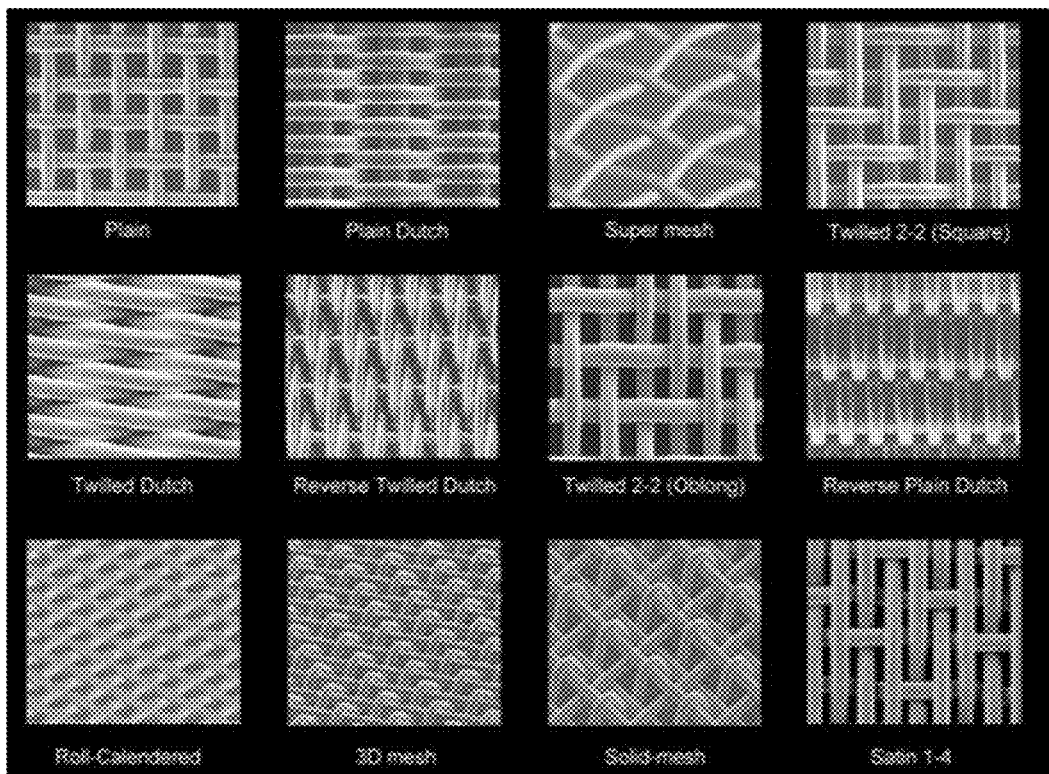 Plain
Plain Dutch
Super mesh
Twilled 2-2 (Square)
Twilled Dutch
Reverse Twilled Dutch
Twilled 2-2 (Oblong)
Reverse Plain Dutch
Roll-Calendered
3D mesh
Solid-mesh
Satin 1-4